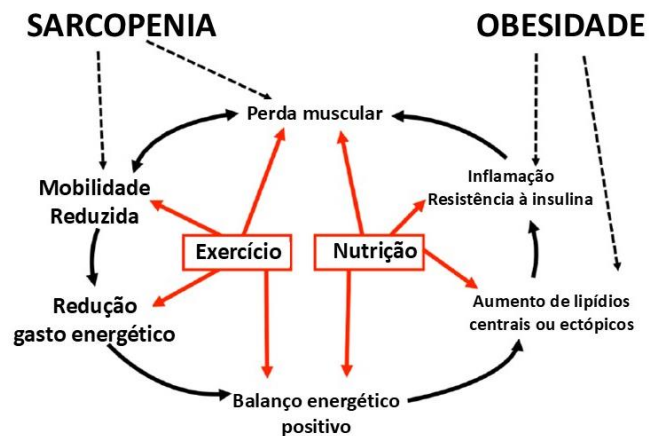 SARCOPENIA
OBESIDADE
Perda muscular
Mobilidade
Reduzida
Inflamação
Resistência à insulina
Exercício
Nutrição
Redução
gasto energético
Aumento de lipídios
centrais ou ectópicos
Balanço energético
positivo